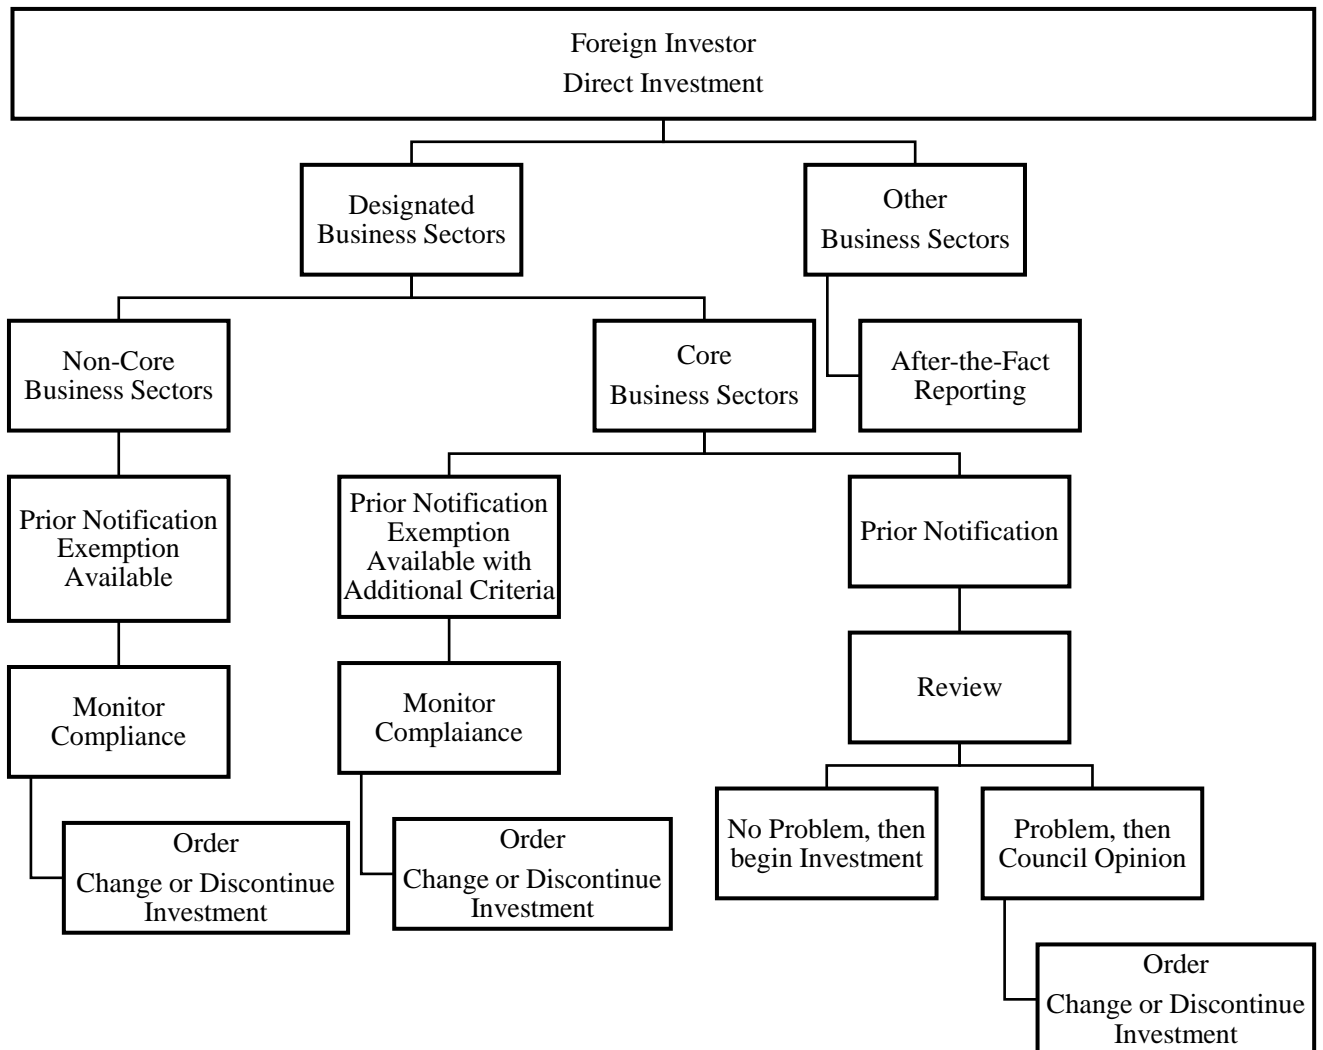 Foreign Investor
Direct Investment
Designated
Business Sectors
Other
Business Sectors
Non-Core
Business Sectors
Core
Business Sectors
After-the-Fact
Reporting
Prior Notification
Exemption
Available
Prior Notification
Exemption
Available with
Additional Criteria
Prior Notification
Monitor
Compliance
Monitor
Complaiance
Review
Order
Change or Discontinue
Investment
Order
Change or Discontinue
Investment
No Problem, then
begin Investment
Problem, then
Council Opinion
Order
Change or Discontinue
Investment